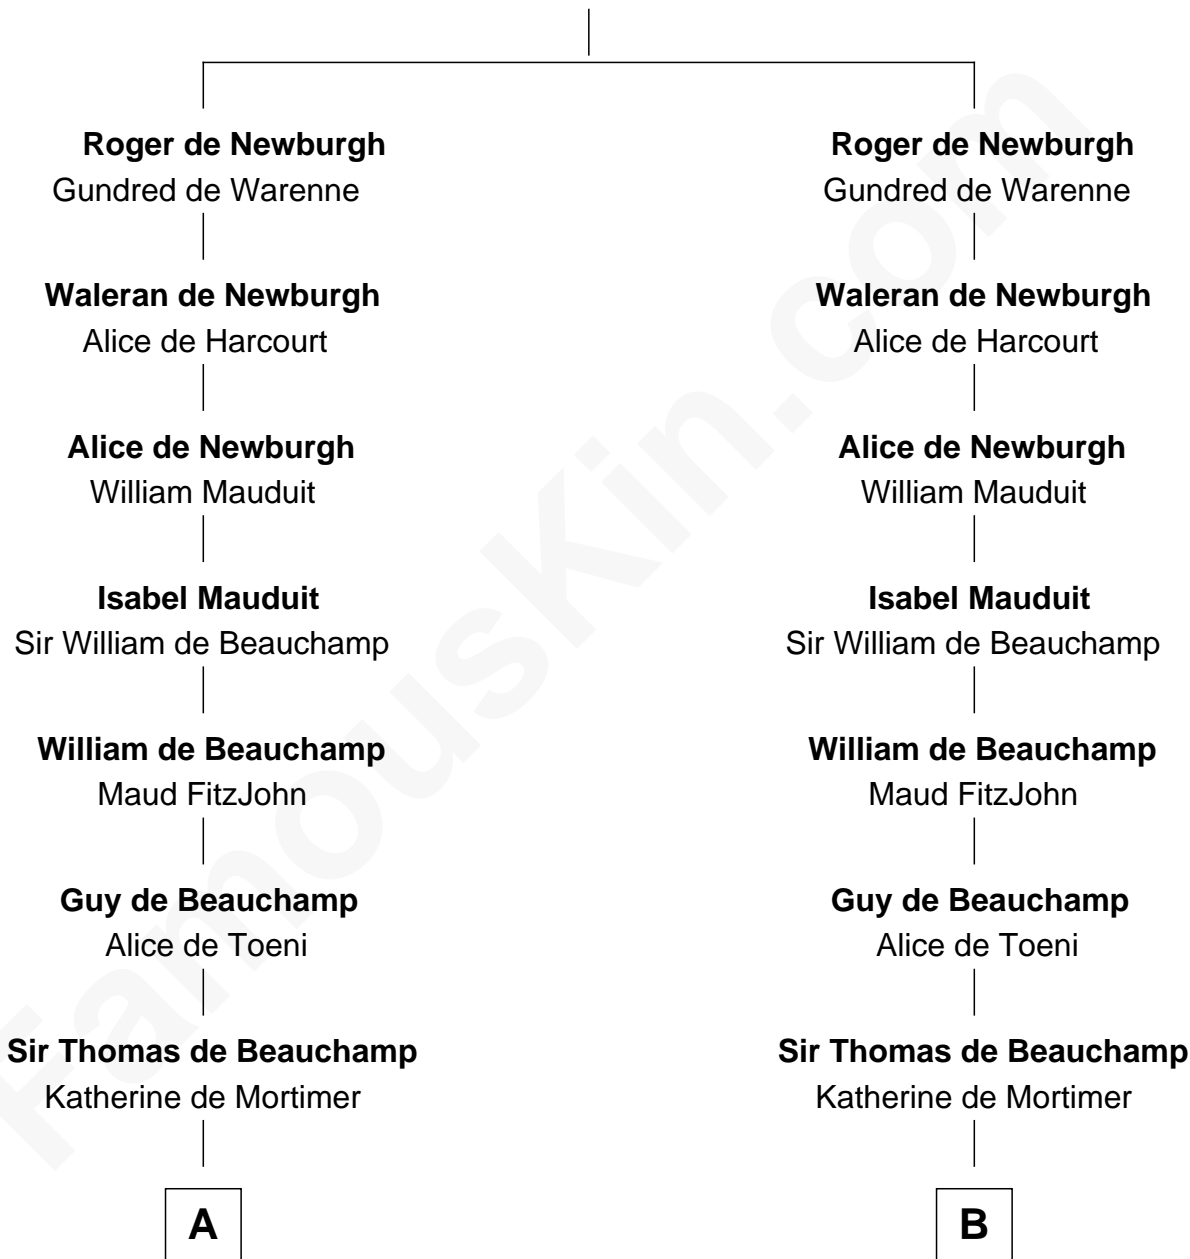 Roger de Newburgh
Gundred de Warenne
Waleran de Newburgh
Alice de Harcourt
Alice de Newburgh
William Mauduit
Isabel Mauduit
Sir William de Beauchamp
William de Beauchamp
Maud FitzJohn
Guy de Beauchamp
Alice de Toeni
Sir Thomas de Beauchamp
Katherine de Mortimer
A
Roger de Newburgh
Gundred de Warenne
Waleran de Newburgh
Alice de Harcourt
Alice de Newburgh
William Mauduit
Isabel Mauduit
Sir William de Beauchamp
William de Beauchamp
Maud FitzJohn
Guy de Beauchamp
Alice de Toeni
Sir Thomas de Beauchamp
Katherine de Mortimer
B
FamousKin.com